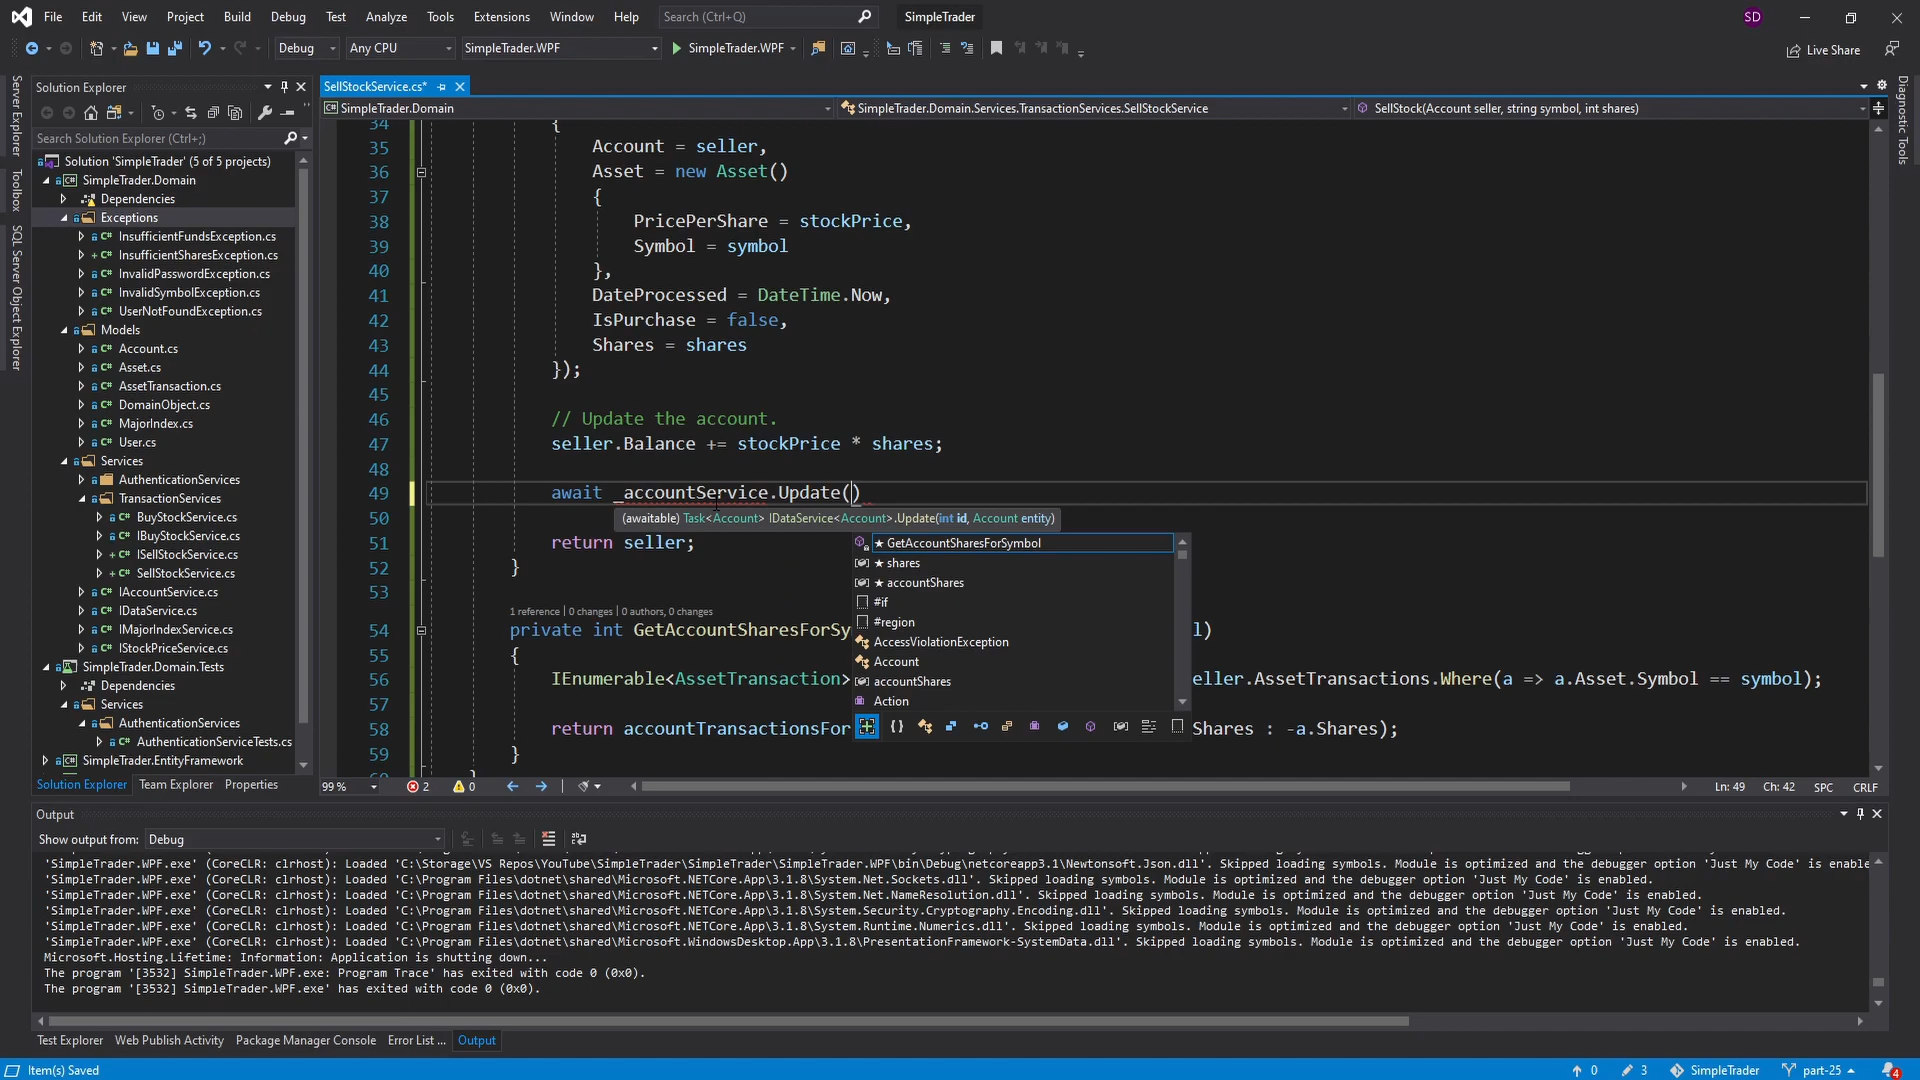 File Edit View Project Build Debug Test Analyze Tools Extensions Window Help Search (Ctrl+Q) SimpleTrader SD
Debug Any CPU SimpleTrader.WPF SimpleTrader.WPF Live Share
Server Explorer
Toolbox
SQL Server Object Explorer
Diagnostic Tools
Solution Explorer
Search Solution Explorer (Ctrl+;)
Solution 'SimpleTrader' (5 of 5 projects)
SimpleTrader.Domain
Dependencies
Exceptions
InsufficientFundsException.cs
InsufficientSharesException.cs
InvalidPasswordException.cs
InvalidSymbolException.cs
UserNotFoundException.cs
Models
Account.cs
Asset.cs
AssetTransaction.cs
DomainObject.cs
MajorIndex.cs
User.cs
Services
AuthenticationServices
TransactionServices
BuyStockService.cs
IBuyStockService.cs
ISellStockService.cs
SellStockService.cs
IAccountService.cs
IDataService.cs
IMajorIndexService.cs
IStockPriceService.cs
SimpleTrader.Domain.Tests
Dependencies
Services
AuthenticationServices
AuthenticationServiceTests.cs
SimpleTrader.EntityFramework
Solution Explorer Team Explorer Properties
SellStockService.cs*
SimpleTrader.Domain SimpleTrader.Domain.Services.TransactionServices.SellStockService SellStock(Account seller, string symbol, int shares)
34 {
35 Account = seller,
36 Asset = new Asset()
37 {
38 PricePerShare = stockPrice,
39 Symbol = symbol
40 },
41 DateProcessed = DateTime.Now,
42 IsPurchase = false,
43 Shares = shares
44 });
45
46 // Update the account.
47 seller.Balance += stockPrice * shares;
48
49 await _accountService.Update()
(awaitable) Task<Account> IDataService<Account>.Update(int id, Account entity)
50
51 return seller;
52 }
53
1 reference | 0 changes | 0 authors, 0 changes
54 private int GetAccountSharesForSy l)
55 {
56 IEnumerable<AssetTransaction> eller.AssetTransactions.Where(a => a.Asset.Symbol == symbol);
57
58 return accountTransactionsFor Shares : -a.Shares);
59 }
★ GetAccountSharesForSymbol
★ shares
★ accountShares
#if
#region
AccessViolationException
Account
accountShares
Action
99 % 2 0 Ln: 49 Ch: 42 SPC CRLF
Output
Show output from: Debug
'SimpleTrader.WPF.exe' (CoreCLR: clrhost): Loaded 'C:\Storage\VS Repos\YouTube\SimpleTrader\SimpleTrader\SimpleTrader.WPF\bin\Debug\netcoreapp3.1\Newtonsoft.Json.dll'. Skipped loading symbols. Module is optimized and the debugger option 'Just My Code' is enable
'SimpleTrader.WPF.exe' (CoreCLR: clrhost): Loaded 'C:\Program Files\dotnet\shared\Microsoft.NETCore.App\3.1.8\System.Net.Sockets.dll'. Skipped loading symbols. Module is optimized and the debugger option 'Just My Code' is enabled.
'SimpleTrader.WPF.exe' (CoreCLR: clrhost): Loaded 'C:\Program Files\dotnet\shared\Microsoft.NETCore.App\3.1.8\System.Net.NameResolution.dll'. Skipped loading symbols. Module is optimized and the debugger option 'Just My Code' is enabled.
'SimpleTrader.WPF.exe' (CoreCLR: clrhost): Loaded 'C:\Program Files\dotnet\shared\Microsoft.NETCore.App\3.1.8\System.Security.Cryptography.Encoding.dll'. Skipped loading symbols. Module is optimized and the debugger option 'Just My Code' is enabled.
'SimpleTrader.WPF.exe' (CoreCLR: clrhost): Loaded 'C:\Program Files\dotnet\shared\Microsoft.NETCore.App\3.1.8\System.Runtime.Numerics.dll'. Skipped loading symbols. Module is optimized and the debugger option 'Just My Code' is enabled.
'SimpleTrader.WPF.exe' (CoreCLR: clrhost): Loaded 'C:\Program Files\dotnet\shared\Microsoft.WindowsDesktop.App\3.1.8\PresentationFramework-SystemData.dll'. Skipped loading symbols. Module is optimized and the debugger option 'Just My Code' is enabled.
Microsoft.Hosting.Lifetime: Information: Application is shutting down...
The program '[3532] SimpleTrader.WPF.exe: Program Trace' has exited with code 0 (0x0).
The program '[3532] SimpleTrader.WPF.exe' has exited with code 0 (0x0).
Test Explorer Web Publish Activity Package Manager Console Error List ... Output
Item(s) Saved 0 3 SimpleTrader part-25 4